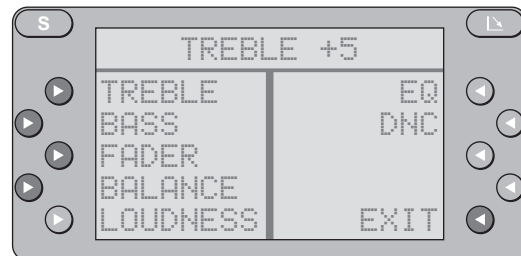 S
TREBLE +5
TREBLE EQ
BASS DNC
FADER
BALANCE
LOUDNESS EXIT